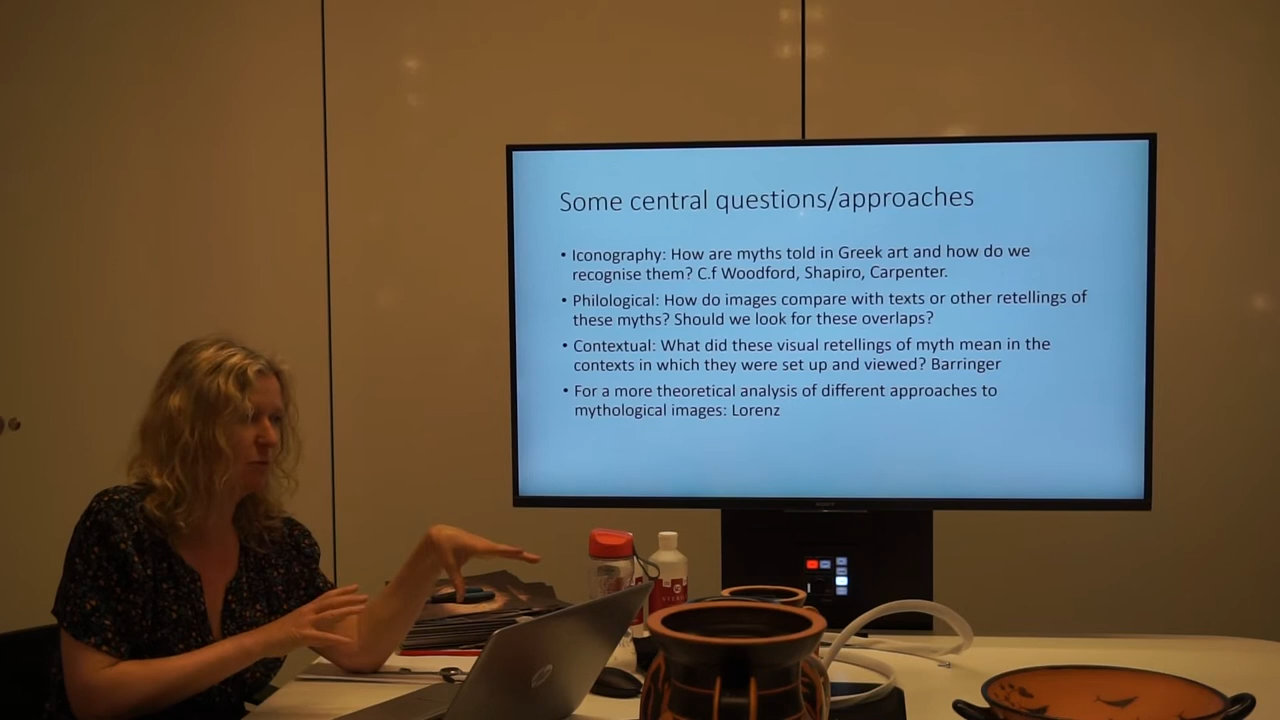 Some central questions/approaches
• Iconography: How are myths told in Greek art and how do we
recognise them? C.f Woodford, Shapiro, Carpenter.
• Philological: How do images compare with texts or other retellings of
these myths? Should we look for these overlaps?
• Contextual: What did these visual retellings of myth mean in the
contexts in which they were set up and viewed? Barringer
• For a more theoretical analysis of different approaches to
mythological images: Lorenz
SONY
hp